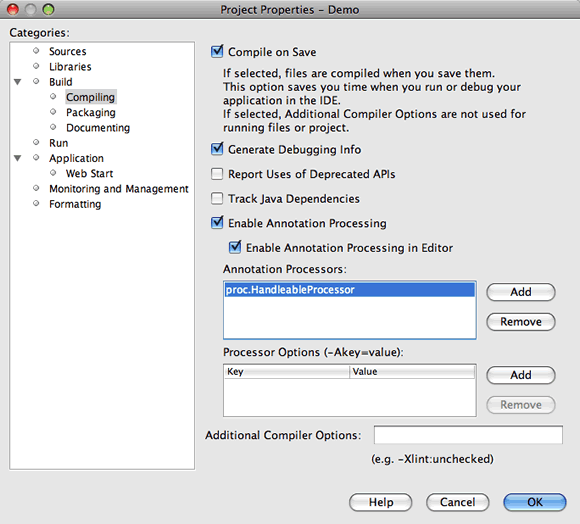 Project Properties – Demo
Categories:
Sources
Libraries
Build
Compiling
Packaging
Documenting
Run
Application
Web Start
Monitoring and Management
Formatting
Compile on Save
If selected, files are compiled when you save them.
This option saves you time when you run or debug your
application in the IDE.
If selected, Additional Compiler Options are not used for
running files or project.
Generate Debugging Info
Report Uses of Deprecated APIs
Track Java Dependencies
Enable Annotation Processing
Enable Annotation Processing in Editor
Annotation Processors:
proc.HandleableProcessor
Add
Remove
Processor Options (-Akey=value):
Key Value
Add
Remove
Additional Compiler Options:
(e.g. -Xlint:unchecked)
Help Cancel OK